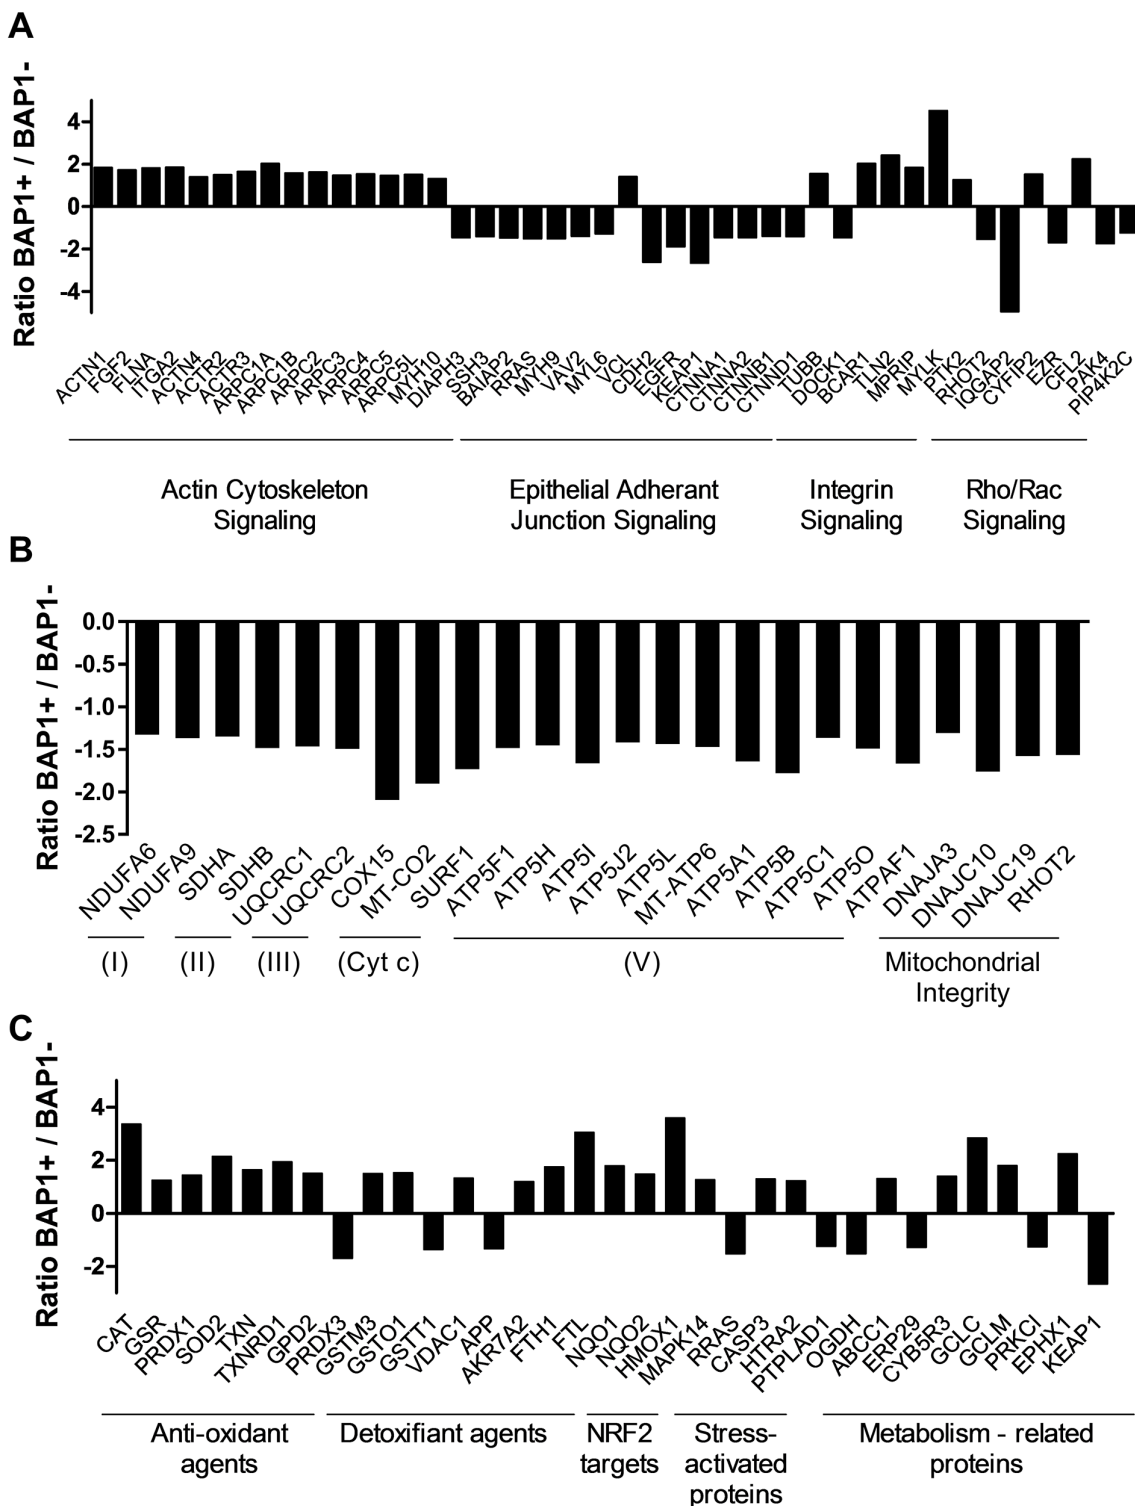 A
Ratio BAP1+ / BAP1-
4
2
0
-2
-4
ACTN1
FGF2
FLNA
ITGA2
ACTN4
ACTR2
ACTR3
ARPC1A
ARPC1B
ARPC2
ARPC3
ARPC4
ARPC5
ARPC5L
MYH10
DIAPH3
SSH3
BAIAP2
RRAS
MYH9
VAV2
MYL6
VCL
CDH2
EGFR
KEAP1
CTNNA1
CTNNA2
CTNNB1
CTNND1
TUBB
DOCK1
BCAR1
TLN2
MPRIP
MYLK
PTK2
RHOT2
IQGAP2
CYFIP2
EZR
CFL2
PAK4
PIP4K2C
Actin Cytoskeleton
Signaling
Epithelial Adherant
Junction Signaling
Integrin
Signaling
Rho/Rac
Signaling
B
Ratio BAP1+ / BAP1-
0.0
-0.5
-1.0
-1.5
-2.0
-2.5
NDUFA6
NDUFA9
SDHA
SDHB
UQCRC1
UQCRC2
COX15
MT-CO2
SURF1
ATP5F1
ATP5H
ATP5I
ATP5J2
ATP5L
MT-ATP6
ATP5A1
ATP5B
ATP5C1
ATP5O
ATPAF1
DNAJA3
DNAJC10
DNAJC19
RHOT2
(I)
(II)
(III)
(Cyt c)
(V)
Mitochondrial
Integrity
C
Ratio BAP1+ / BAP1-
4
2
0
-2
CAT
GSR
PRDX1
SOD2
TXN
TXNRD1
GPD2
PRDX3
GSTM3
GSTO1
GSTT1
VDAC1
APP
AKR7A2
FTH1
FTL
NQO1
NQO2
HMOX1
MAPK14
RRAS
CASP3
HTRA2
PTPLAD1
OGDH
ABCC1
ERP29
CYB5R3
GCLC
GCLM
PRKCI
EPHX1
KEAP1
Anti-oxidant
agents
Detoxifiant agents
NRF2
targets
Stress-
activated
proteins
Metabolism - related
proteins